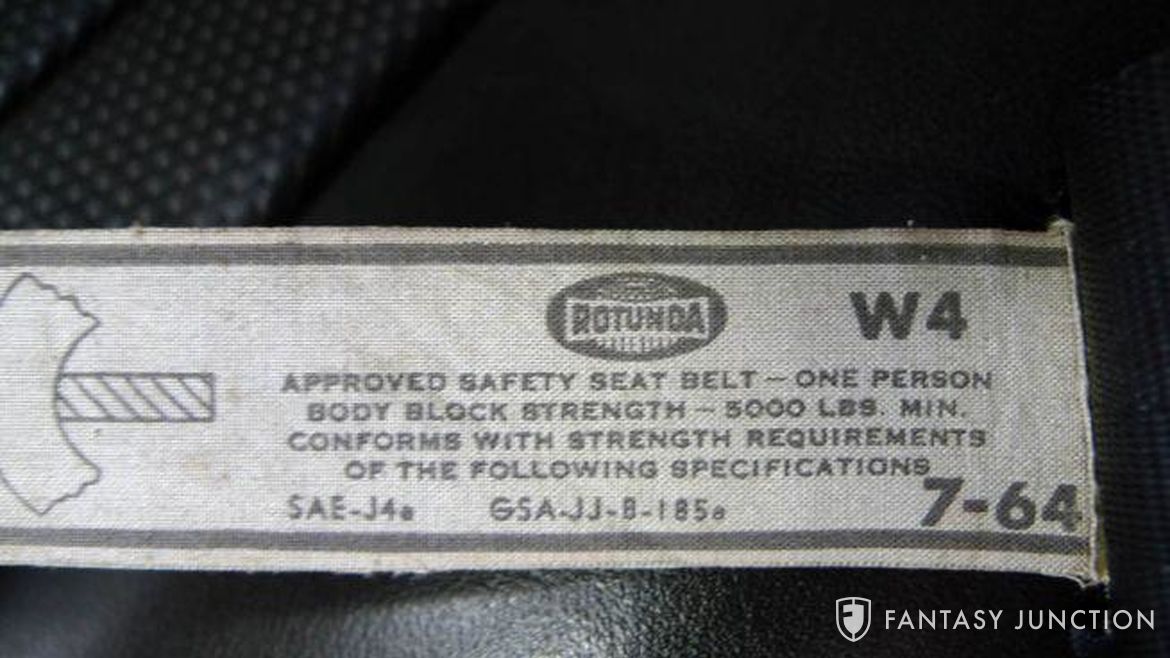 ROTUNDA
W4
APPROVED SAFETY SEAT BELT – ONE PERSON
BODY BLOCK STRENGTH – 5000 LBS. MIN.
CONFORMS WITH STRENGTH REQUIREMENTS
OF THE FOLLOWING SPECIFICATIONS
SAE-J4a GSA-JJ-B-185a
7-64
FANTASY JUNCTION